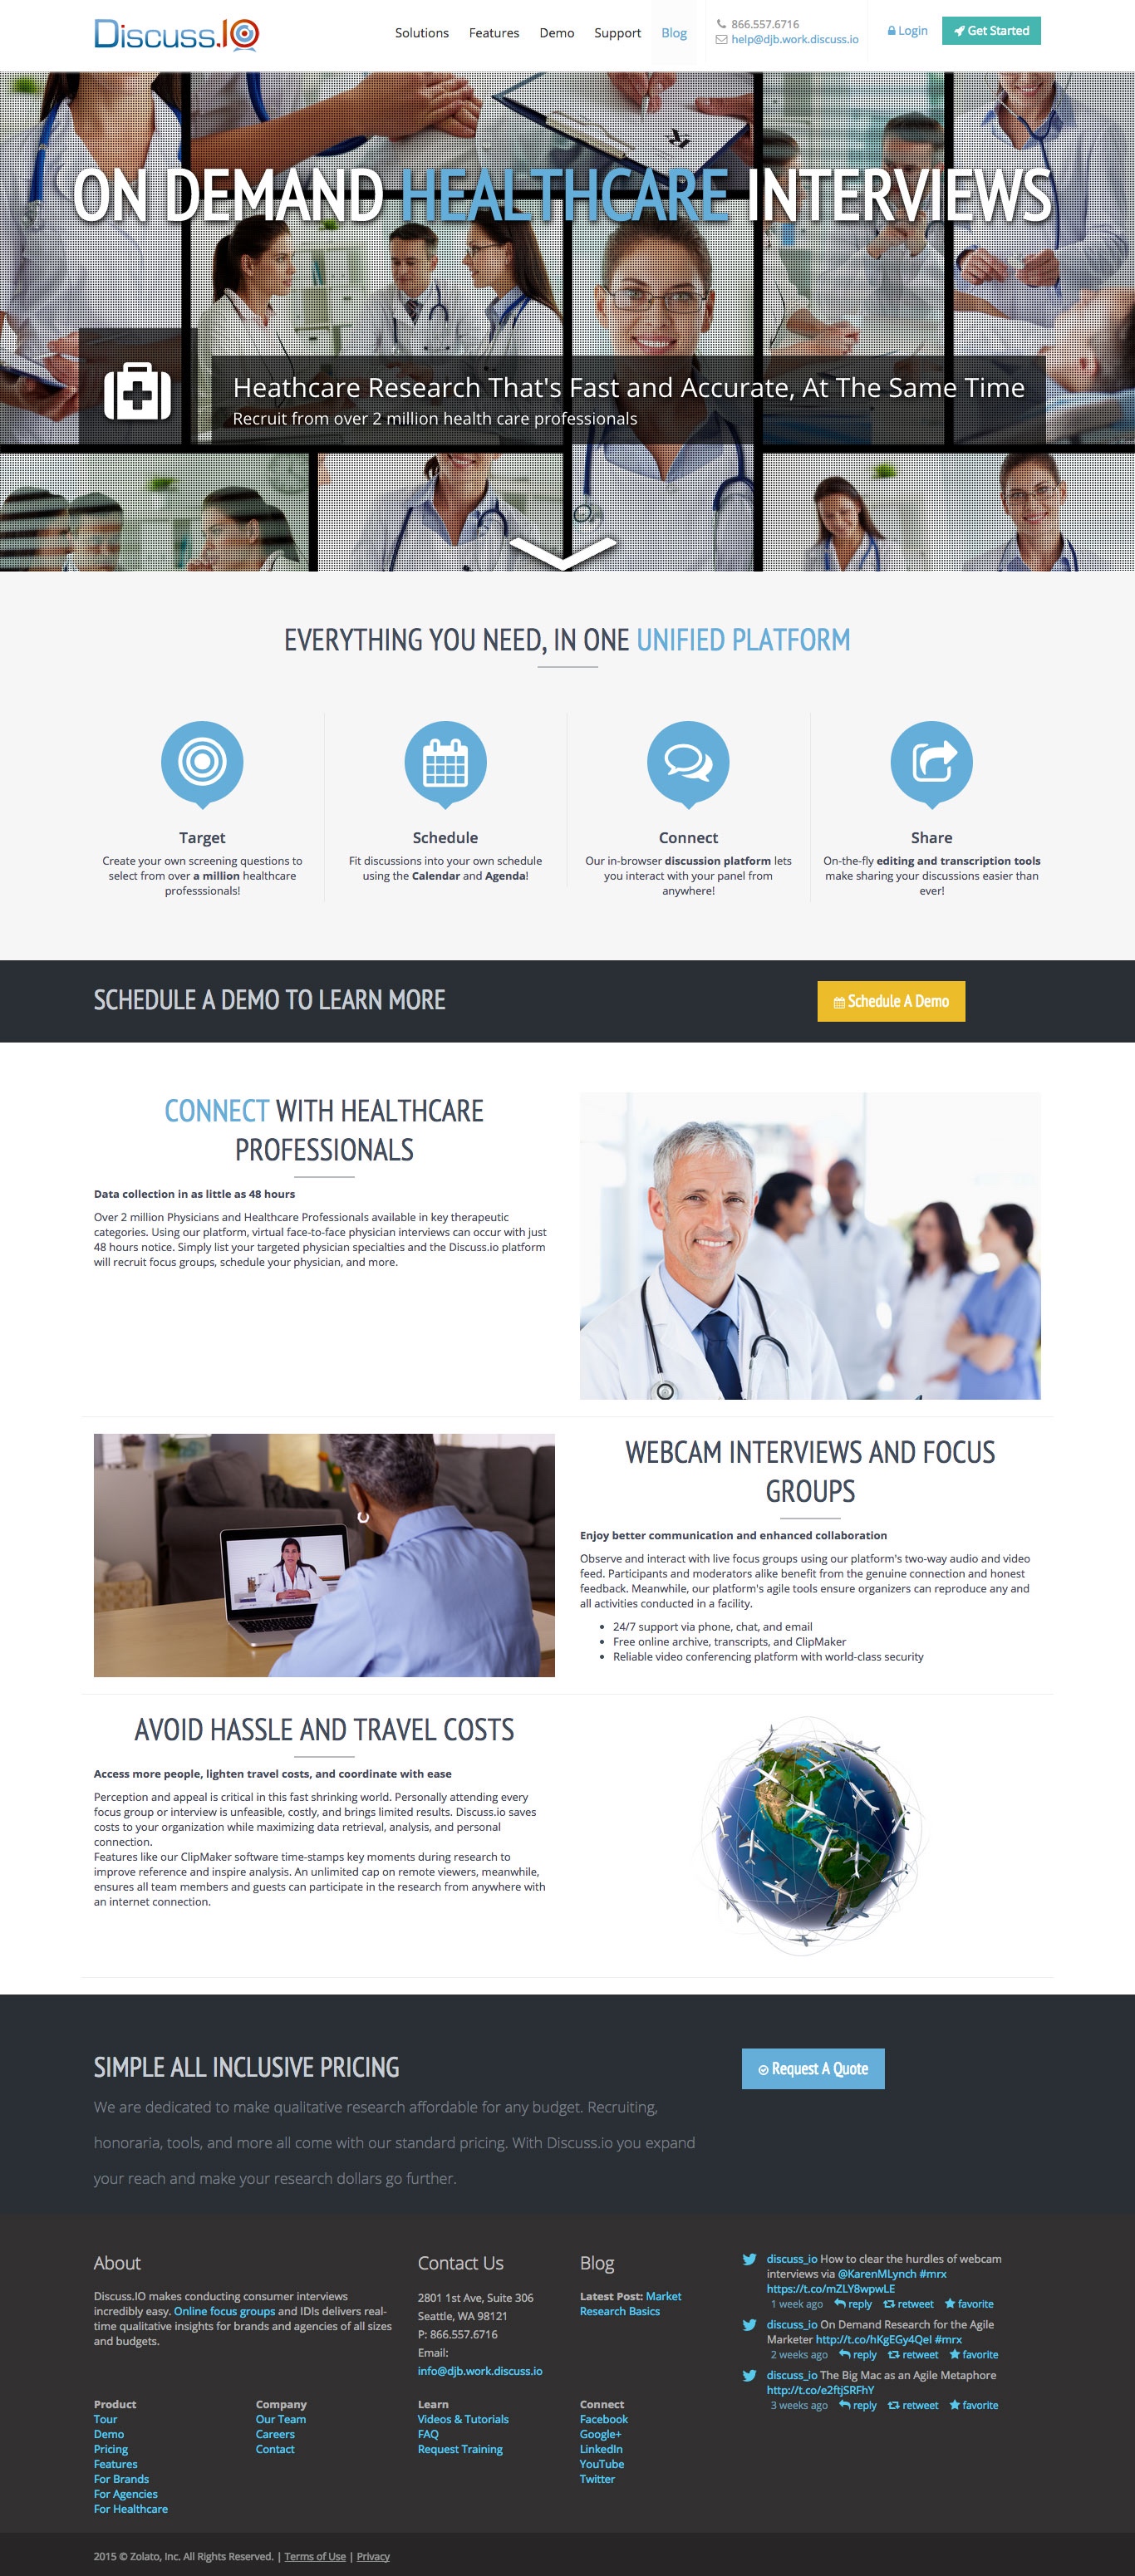 Discuss.IO
Solutions Features Demo Support Blog
866.557.6716
help@djb.work.discuss.io
Login
Get Started
ON DEMAND HEALTHCARE INTERVIEWS
Heathcare Research That's Fast and Accurate, At The Same Time
Recruit from over 2 million health care professionals
EVERYTHING YOU NEED, IN ONE UNIFIED PLATFORM
Target
Create your own screening questions to
select from over a million healthcare
professsionals!
Schedule
Fit discussions into your own schedule
using the Calendar and Agenda!
Connect
Our in-browser discussion platform lets
you interact with your panel from
anywhere!
Share
On-the-fly editing and transcription tools
make sharing your discussions easier than
ever!
SCHEDULE A DEMO TO LEARN MORE
Schedule A Demo
CONNECT WITH HEALTHCARE
PROFESSIONALS
Data collection in as little as 48 hours
Over 2 million Physicians and Healthcare Professionals available in key therapeutic
categories. Using our platform, virtual face-to-face physician interviews can occur with just
48 hours notice. Simply list your targeted physician specialties and the Discuss.io platform
will recruit focus groups, schedule your physician, and more.
WEBCAM INTERVIEWS AND FOCUS
GROUPS
Enjoy better communication and enhanced collaboration
Observe and interact with live focus groups using our platform's two-way audio and video
feed. Participants and moderators alike benefit from the genuine connection and honest
feedback. Meanwhile, our platform's agile tools ensure organizers can reproduce any and
all activities conducted in a facility.
• 24/7 support via phone, chat, and email
• Free online archive, transcripts, and ClipMaker
• Reliable video conferencing platform with world-class security
AVOID HASSLE AND TRAVEL COSTS
Access more people, lighten travel costs, and coordinate with ease
Perception and appeal is critical in this fast shrinking world. Personally attending every
focus group or interview is unfeasible, costly, and brings limited results. Discuss.io saves
costs to your organization while maximizing data retrieval, analysis, and personal
connection.
Features like our ClipMaker software time-stamps key moments during research to
improve reference and inspire analysis. An unlimited cap on remote viewers, meanwhile,
ensures all team members and guests can participate in the research from anywhere with
an internet connection.
SIMPLE ALL INCLUSIVE PRICING
We are dedicated to make qualitative research affordable for any budget. Recruiting,
honoraria, tools, and more all come with our standard pricing. With Discuss.io you expand
your reach and make your research dollars go further.
Request A Quote
About
Discuss.IO makes conducting consumer interviews
incredibly easy. Online focus groups and IDIs delivers real-
time qualitative insights for brands and agencies of all sizes
and budgets.
Contact Us
2801 1st Ave, Suite 306
Seattle, WA 98121
P: 866.557.6716
Email:
info@djb.work.discuss.io
Blog
Latest Post: Market
Research Basics
discuss_io How to clear the hurdles of webcam
interviews via @KarenMLynch #mrx
https://t.co/mZLY8wpwLE
1 week ago reply retweet favorite
discuss_io On Demand Research for the Agile
Marketer http://t.co/hKgEGy4Qel #mrx
2 weeks ago reply retweet favorite
discuss_io The Big Mac as an Agile Metaphore
http://t.co/e2ftjSRFhY
3 weeks ago reply retweet favorite
Product
Tour
Demo
Pricing
Features
For Brands
For Agencies
For Healthcare
Company
Our Team
Careers
Contact
Learn
Videos & Tutorials
FAQ
Request Training
Connect
Facebook
Google+
LinkedIn
YouTube
Twitter
2015 © Zolato, Inc. All Rights Reserved. | Terms of Use | Privacy